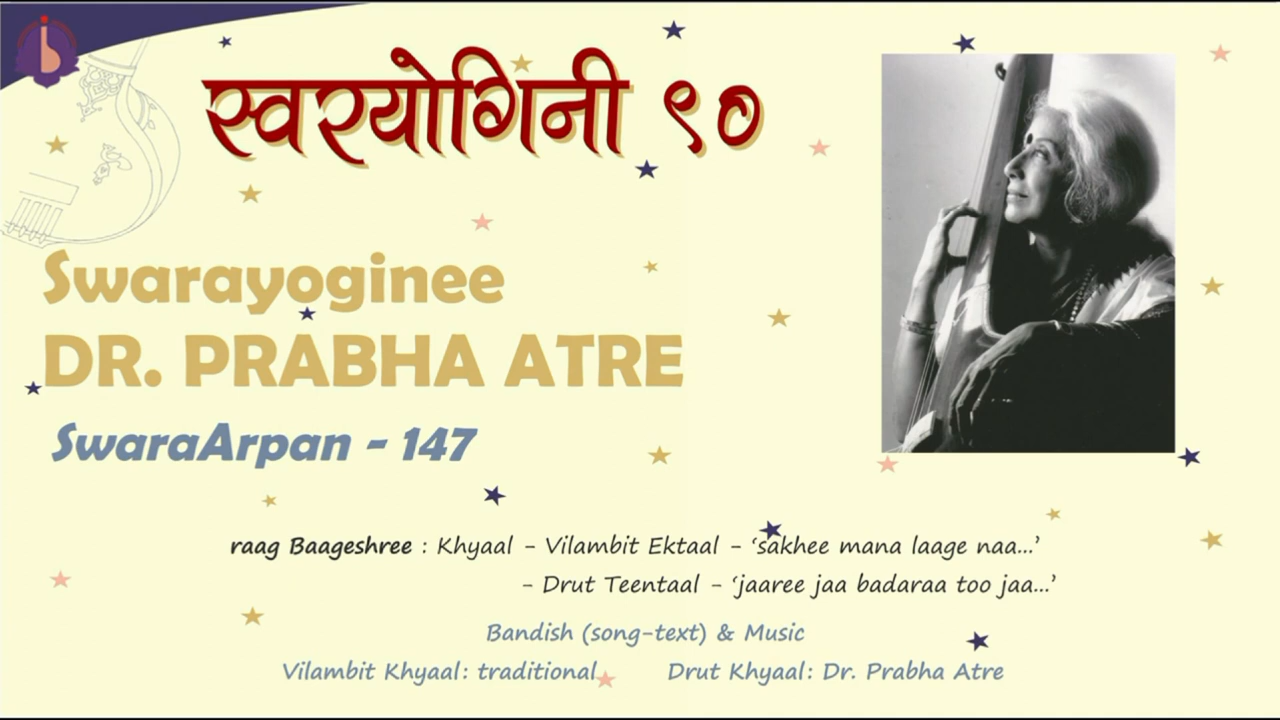 स्वरयोगिनी ९०
Swarayoginee
DR. PRABHA ATRE
SwaraArpan - 147
raag Baageshree : Khyaal - Vilambit Ektaal - ‘sakhee mana laage naa...’
- Drut Teentaal - ‘jaaree jaa badaraa too jaa...’
Bandish (song-text) & Music
Vilambit Khyaal: traditional Drut Khyaal: Dr. Prabha Atre